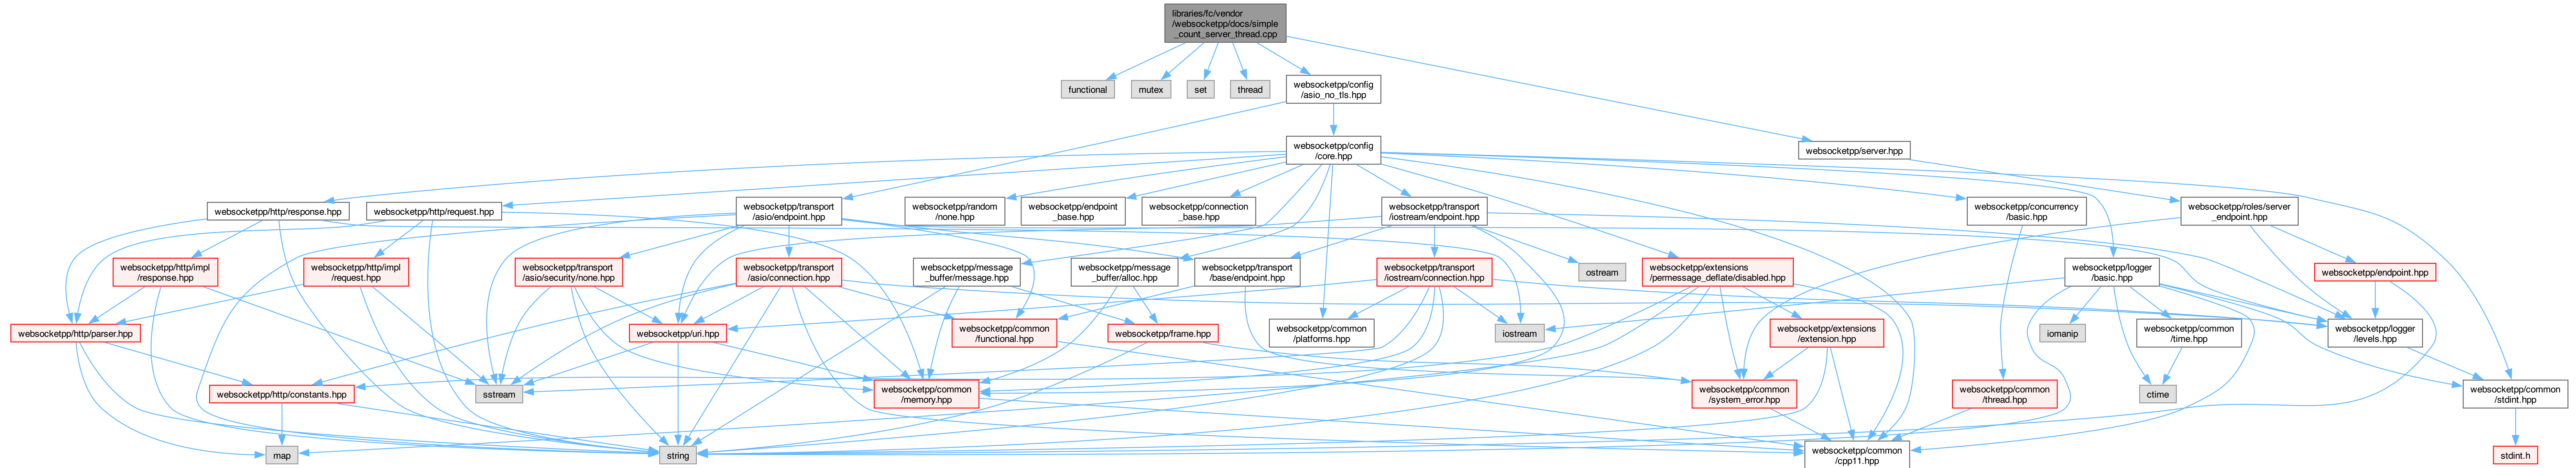 libraries/fc/vendor
/websocketpp/docs/simple
_count_server_thread.cpp
functional
mutex
set
thread
websocketpp/config
/asio_no_tls.hpp
websocketpp/config
/core.hpp
websocketpp/server.hpp
websocketpp/http/response.hpp
websocketpp/http/request.hpp
websocketpp/transport
/asio/endpoint.hpp
websocketpp/random
/none.hpp
websocketpp/endpoint
_base.hpp
websocketpp/connection
_base.hpp
websocketpp/transport
/iostream/endpoint.hpp
websocketpp/concurrency
/basic.hpp
websocketpp/roles/server
_endpoint.hpp
websocketpp/http/impl
/response.hpp
websocketpp/http/impl
/request.hpp
websocketpp/transport
/asio/security/none.hpp
websocketpp/transport
/asio/connection.hpp
websocketpp/message
_buffer/message.hpp
websocketpp/message
_buffer/alloc.hpp
websocketpp/transport
/base/endpoint.hpp
websocketpp/transport
/iostream/connection.hpp
ostream
websocketpp/extensions
/permessage_deflate/disabled.hpp
websocketpp/logger
/basic.hpp
websocketpp/endpoint.hpp
websocketpp/http/parser.hpp
websocketpp/uri.hpp
websocketpp/common
/functional.hpp
websocketpp/frame.hpp
websocketpp/common
/platforms.hpp
iostream
websocketpp/extensions
/extension.hpp
iomanip
websocketpp/common
/time.hpp
websocketpp/logger
/levels.hpp
websocketpp/http/constants.hpp
sstream
websocketpp/common
/memory.hpp
websocketpp/common
/system_error.hpp
websocketpp/common
/thread.hpp
ctime
websocketpp/common
/stdint.hpp
map
string
websocketpp/common
/cpp11.hpp
stdint.h